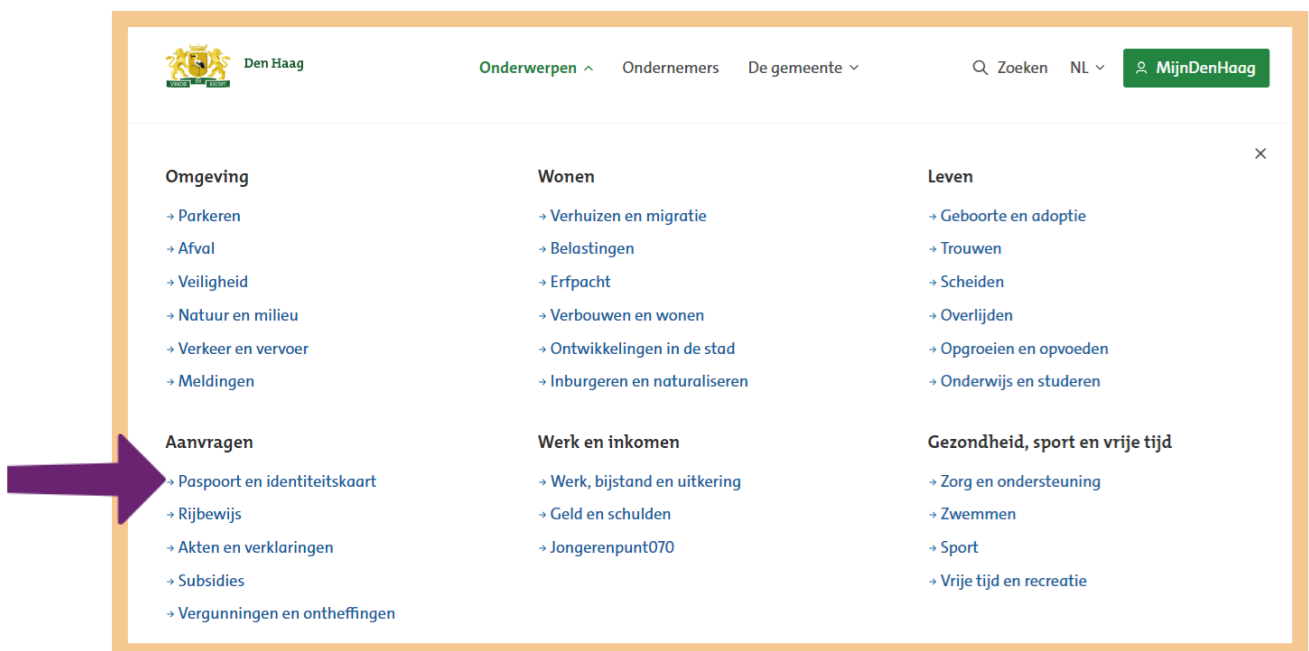 Den Haag
Onderwerpen
Ondernemers
De gemeente
Zoeken
NL
MijnDenHaag
VREDE EN RECHT
Omgeving
→ Parkeren
→ Afval
→ Veiligheid
→ Natuur en milieu
→ Verkeer en vervoer
→ Meldingen
Wonen
→ Verhuizen en migratie
→ Belastingen
→ Erfpacht
→ Verbouwen en wonen
→ Ontwikkelingen in de stad
→ Inburgeren en naturaliseren
Leven
→ Geboorte en adoptie
→ Trouwen
→ Scheiden
→ Overlijden
→ Opgroeien en opvoeden
→ Onderwijs en studeren
Aanvragen
→ Paspoort en identiteitskaart
→ Rijbewijs
→ Akten en verklaringen
→ Subsidies
→ Vergunningen en ontheffingen
Werk en inkomen
→ Werk, bijstand en uitkering
→ Geld en schulden
→ Jongerenpunt070
Gezondheid, sport en vrije tijd
→ Zorg en ondersteuning
→ Zwemmen
→ Sport
→ Vrije tijd en recreatie